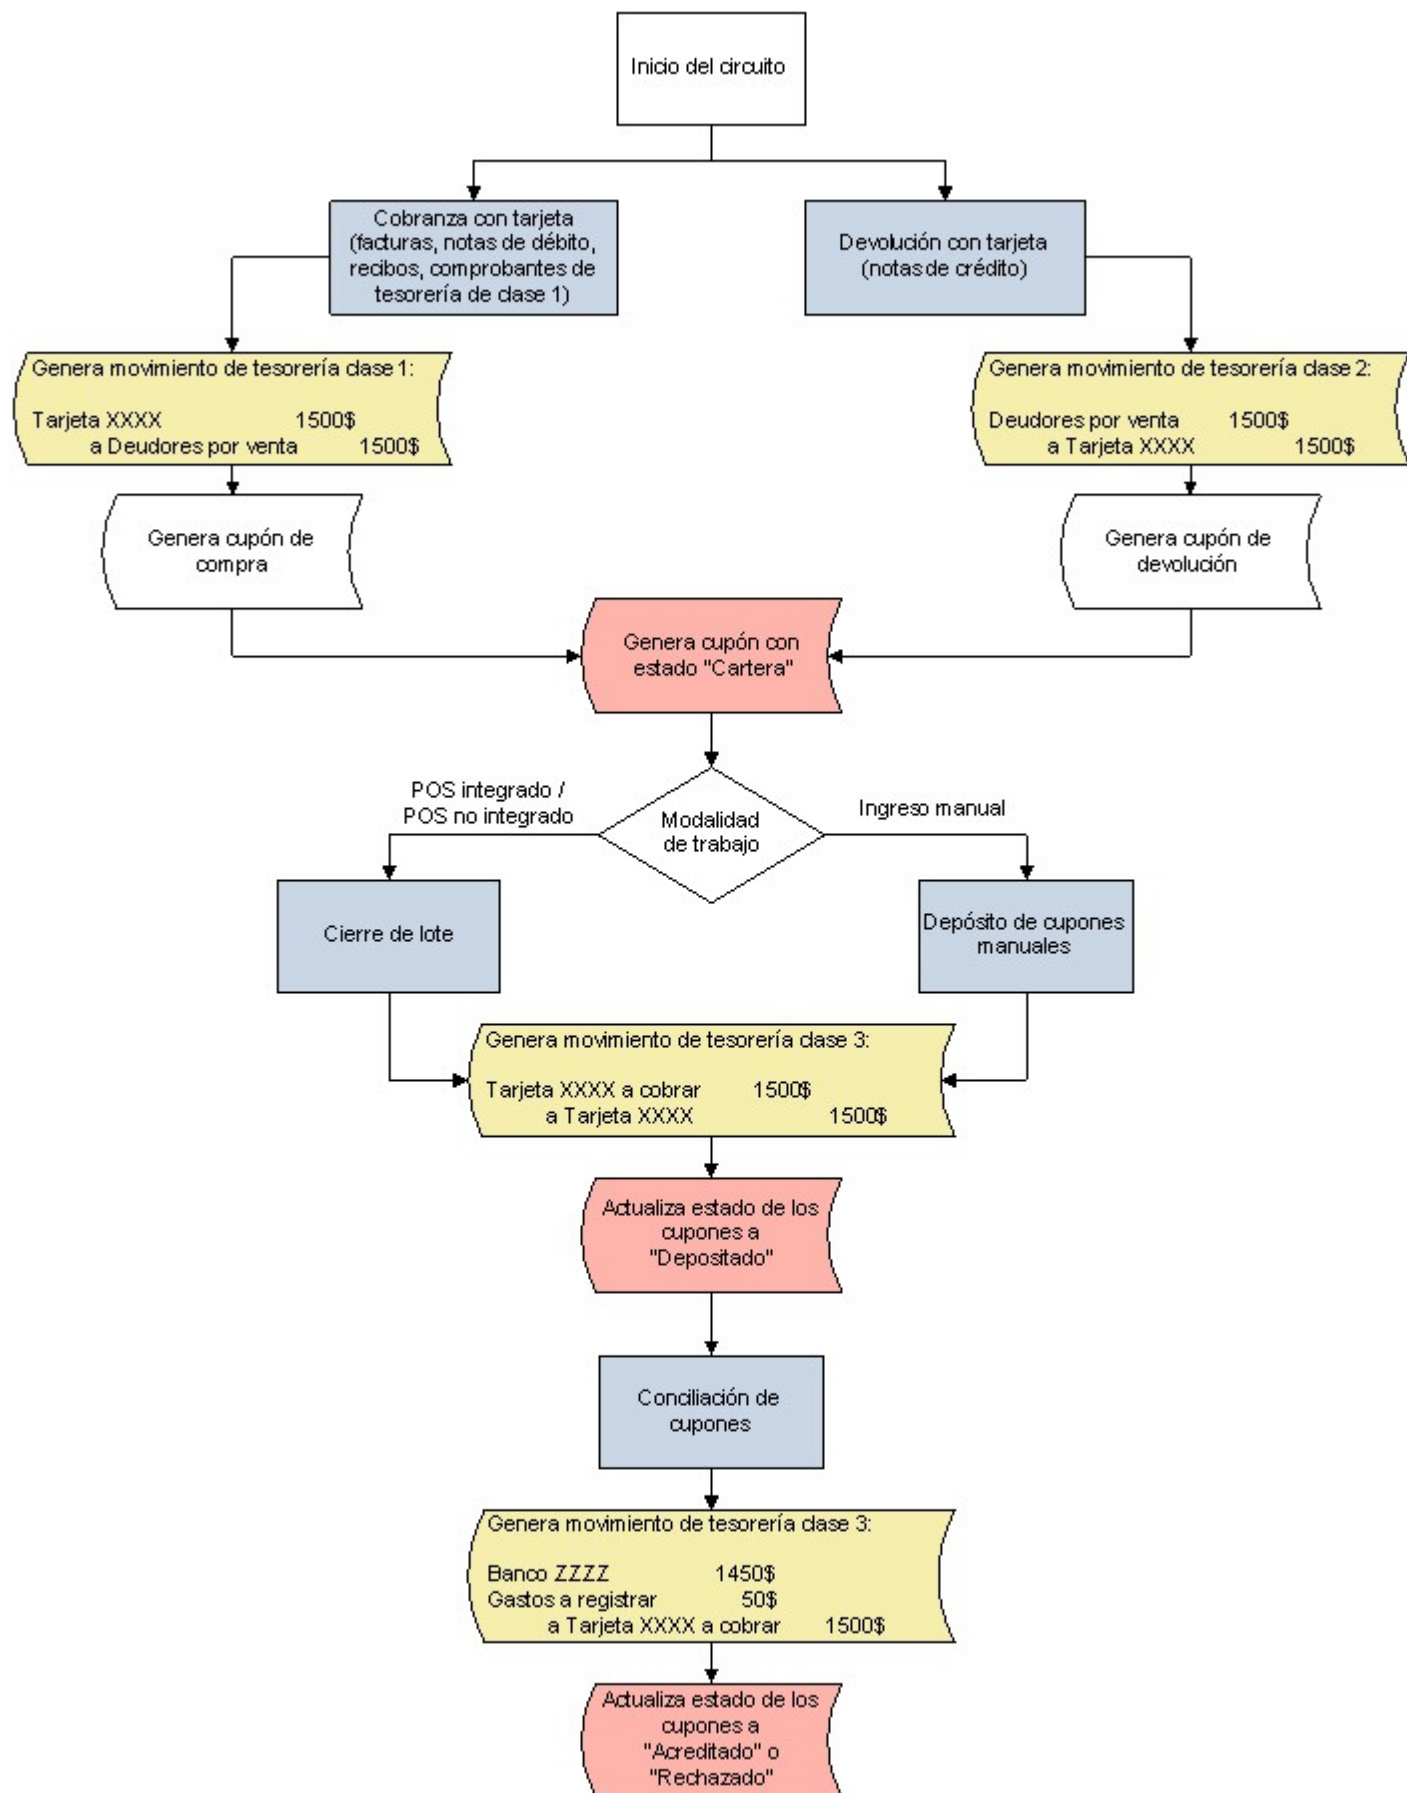 Inicio del circuito
Cobranza con tarjeta
(facturas, notas de débito,
recibos, comprobantes de
tesorería de clase 1)
Devolución con tarjeta
(notas de crédito)
Genera movimiento de tesorería clase 1:
Tarjeta XXXX 1500$
a Deudores por venta 1500$
Genera movimiento de tesorería clase 2:
Deudores por venta 1500$
a Tarjeta XXXX 1500$
Genera cupón de
compra
Genera cupón de
devolución
Genera cupón con
estado "Cartera"
POS integrado /
POS no integrado
Modalidad
de trabajo
Ingreso manual
Cierre de lote
Depósito de cupones
manuales
Genera movimiento de tesorería clase 3:
Tarjeta XXXX a cobrar 1500$
a Tarjeta XXXX 1500$
Actualiza estado de los
cupones a
"Depositado"
Conciliación de
cupones
Genera movimiento de tesorería clase 3:
Banco ZZZZ 1450$
Gastos a registrar 50$
a Tarjeta XXXX a cobrar 1500$
Actualiza estado de los
cupones a
"Acreditado" o
"Rechazado"